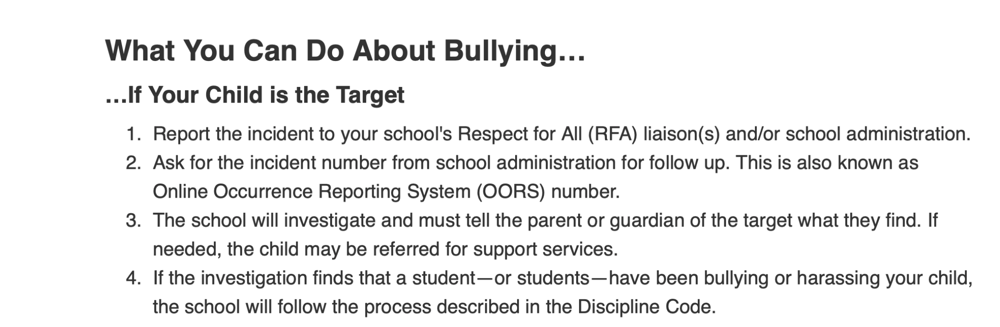 What You Can Do About Bullying...
...If Your Child is the Target
1. Report the incident to your school's Respect for All (RFA) liaison(s) and/or school administration.
2. Ask for the incident number from school administration for follow up. This is also known as
Online Occurrence Reporting System (OORS) number.
3. The school will investigate and must tell the parent or guardian of the target what they find. If
needed, the child may be referred for support services.
4. If the investigation finds that a student—or students—have been bullying or harassing your child,
the school will follow the process described in the Discipline Code.